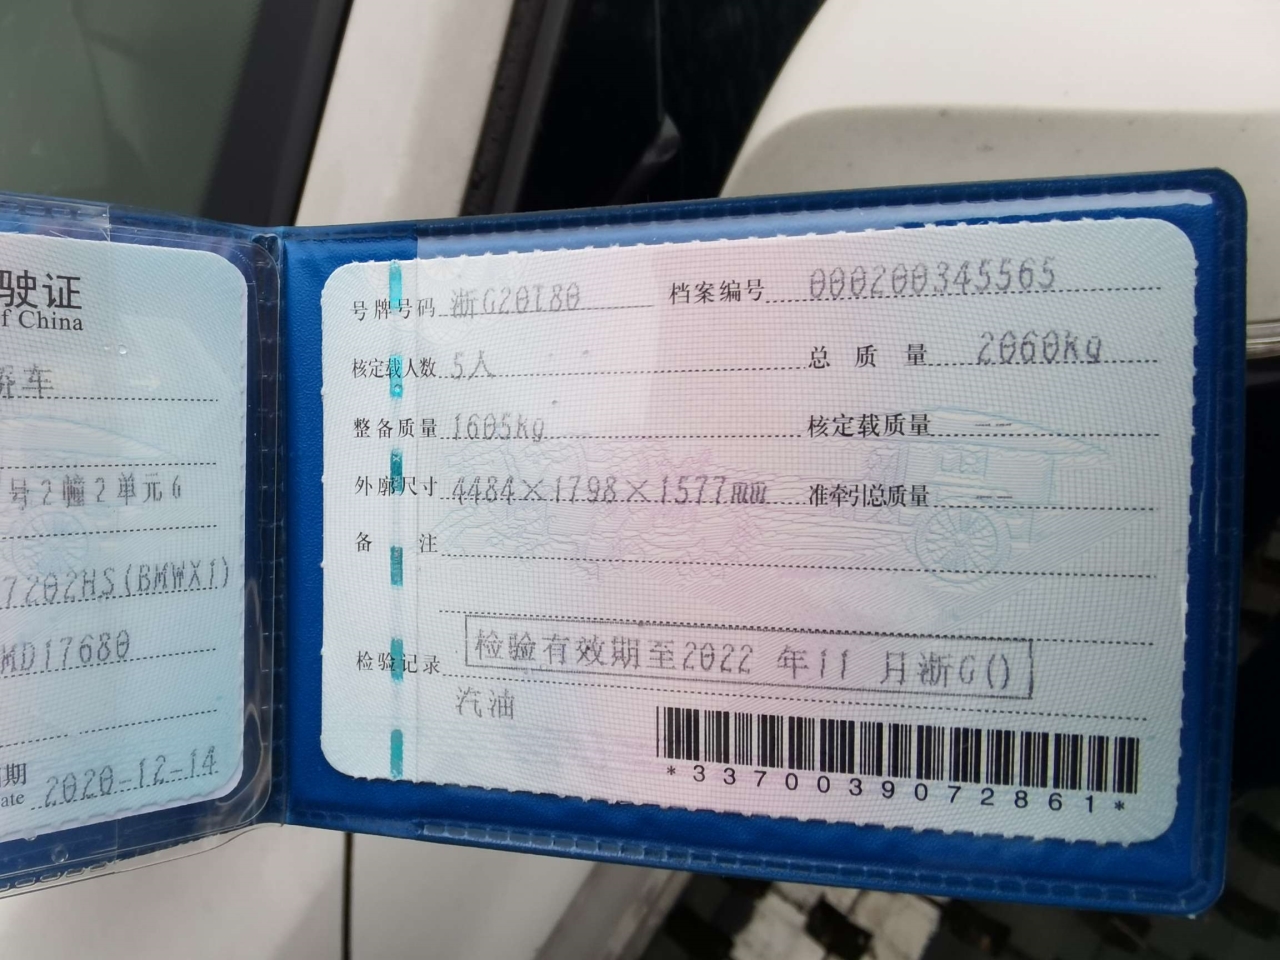 驶证
f China
轿车
号2幢2单元6
7202HS(BMWX1)
MD17680
期
ate 2020-12-14
号牌号码 浙G20T80 档案编号 000200345565
核定载人数 5人 总质量 2060kg
整备质量 1605kg 核定载质量 --
外廓尺寸 4484×1798×1577mm 准牵引总质量 --
备注
检验记录 检验有效期至2022年11月浙G()
汽油
*3370039072861*